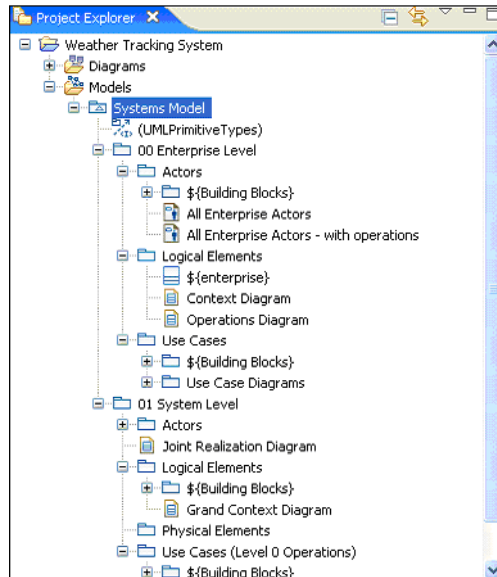 Project Explorer
Weather Tracking System
Diagrams
Models
Systems Model
(UMLPrimitiveTypes)
00 Enterprise Level
Actors
${Building Blocks}
All Enterprise Actors
All Enterprise Actors - with operations
Logical Elements
${enterprise}
Context Diagram
Operations Diagram
Use Cases
${Building Blocks}
Use Case Diagrams
01 System Level
Actors
Joint Realization Diagram
Logical Elements
${Building Blocks}
Grand Context Diagram
Physical Elements
Use Cases (Level 0 Operations)
${Building Blocks}